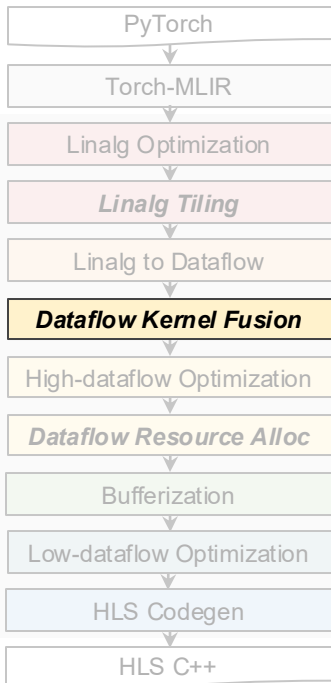 PyTorch
Torch-MLIR
Linalg Optimization
Linalg Tiling
Linalg to Dataflow
Dataflow Kernel Fusion
High-dataflow Optimization
Dataflow Resource Alloc
Bufferization
Low-dataflow Optimization
HLS Codegen
HLS C++